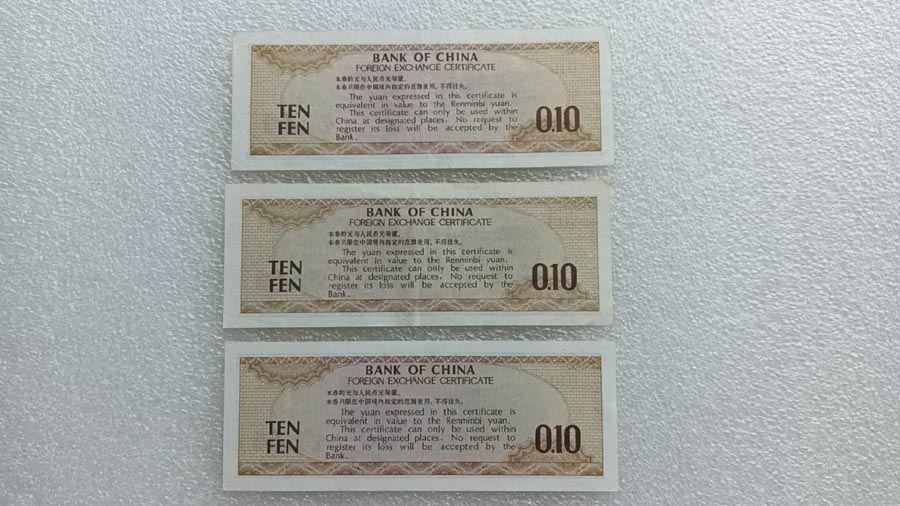 BANK OF CHINA
FOREIGN EXCHANGE CERTIFICATE
本券的元与人民币元等值。
本券只限在中国境内指定的范围使用，不得挂失。
The yuan expressed in this certificate is
equivalent in value to the Renminbi yuan.
This certificate can only be used within
China at designated places. No request to
register its loss will be accepted by the
Bank.
TEN
FEN
0.10
BANK OF CHINA
FOREIGN EXCHANGE CERTIFICATE
本券的元与人民币元等值。
本券只限在中国境内指定的范围使用，不得挂失。
The yuan expressed in this certificate is
equivalent in value to the Renminbi yuan.
This certificate can only be used within
China at designated places. No request to
register its loss will be accepted by the
Bank.
TEN
FEN
0.10
BANK OF CHINA
FOREIGN EXCHANGE CERTIFICATE
本券的元与人民币元等值。
本券只限在中国境内指定的范围使用，不得挂失。
The yuan expressed in this certificate is
equivalent in value to the Renminbi yuan.
This certificate can only be used within
China at designated places. No request to
register its loss will be accepted by the
Bank.
TEN
FEN
0.10